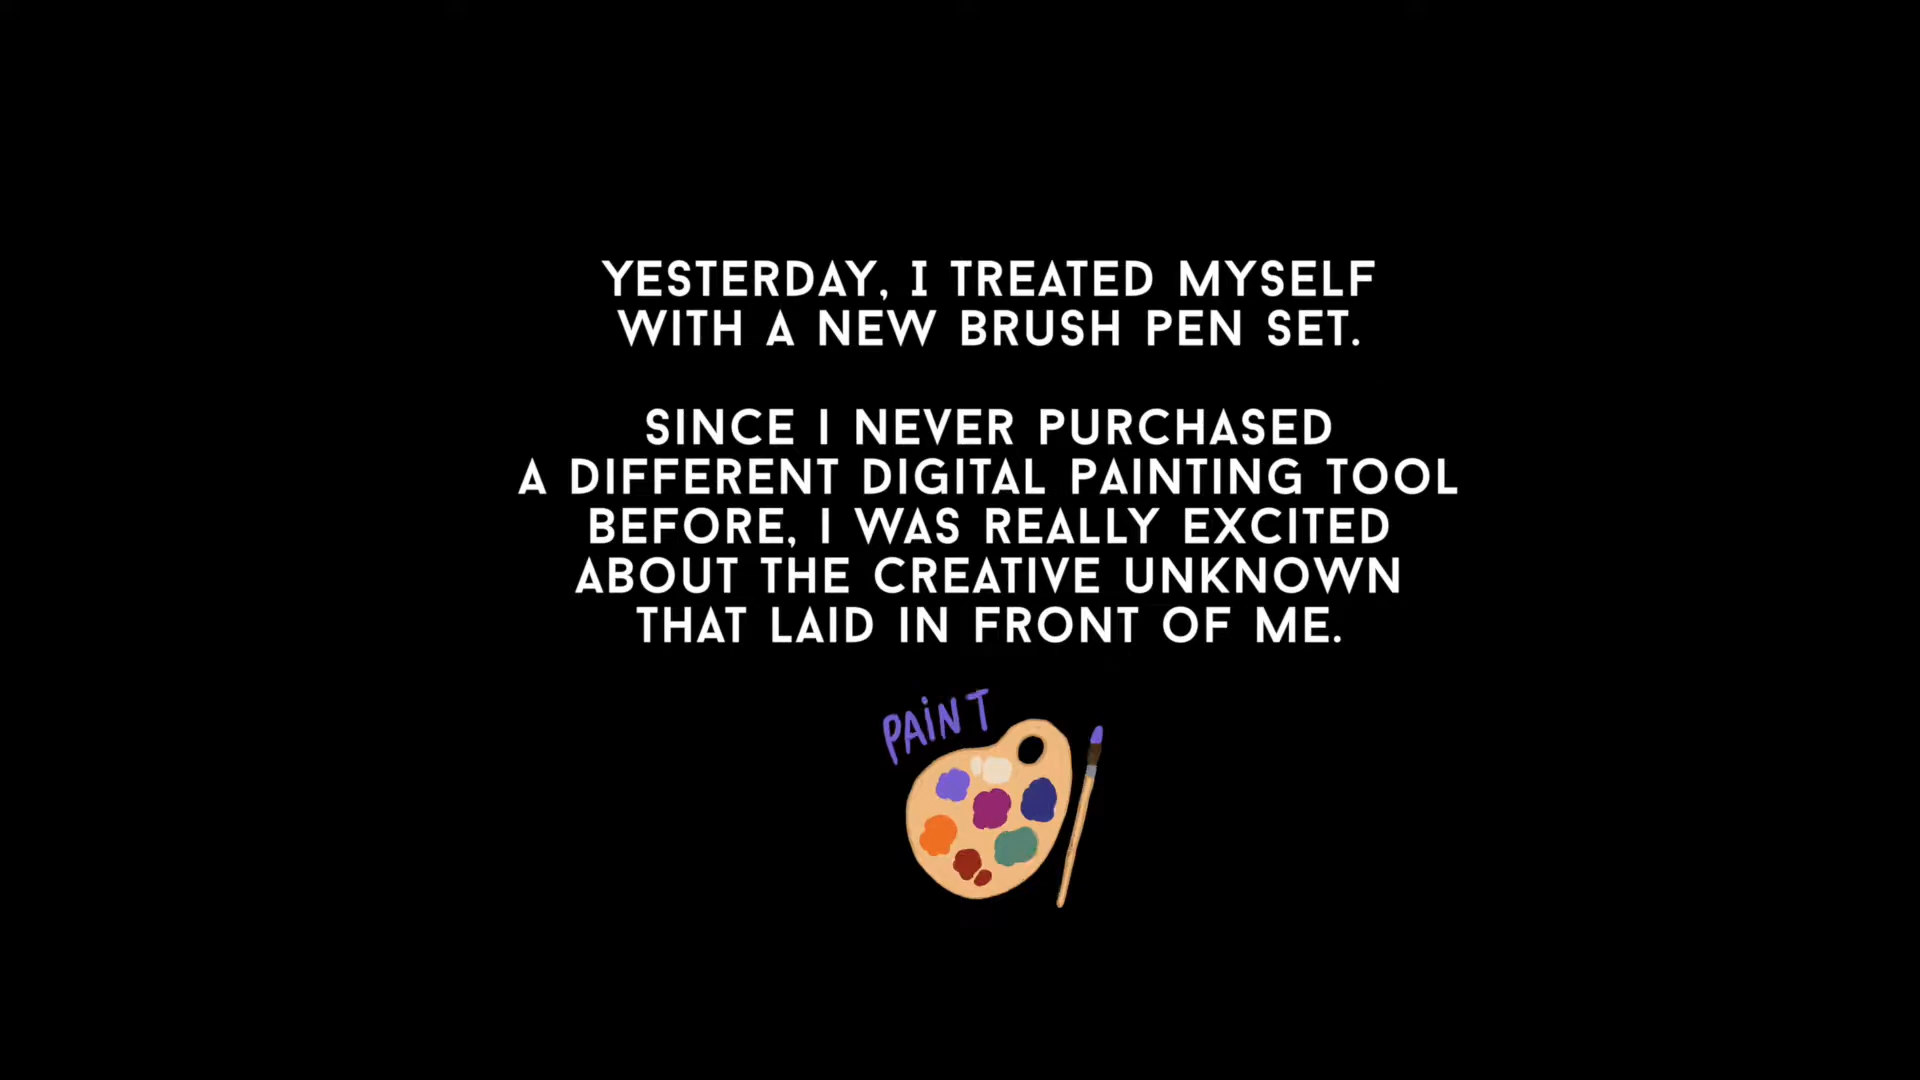 YESTERDAY, I TREATED MYSELF
WITH A NEW BRUSH PEN SET.
SINCE I NEVER PURCHASED
A DIFFERENT DIGITAL PAINTING TOOL
BEFORE, I WAS REALLY EXCITED
ABOUT THE CREATIVE UNKNOWN
THAT LAID IN FRONT OF ME.
PAiNT